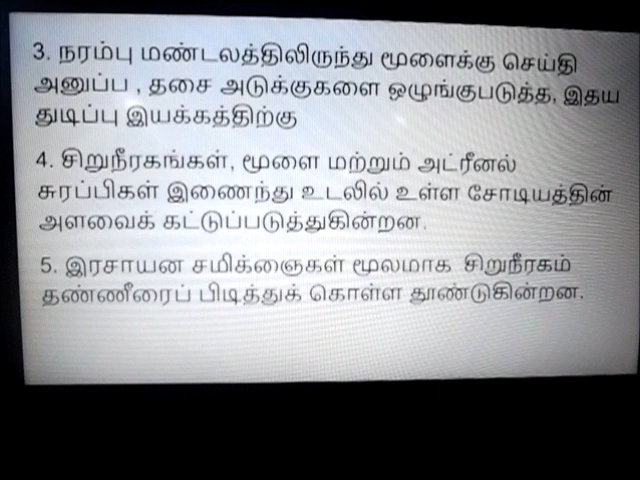 3. நரம்பு மண்டலத்திலிருந்து மூளைக்கு செய்தி
அனுப்ப , தசை அடுக்குகளை ஒழுங்குபடுத்த, இதய
துடிப்பு இயக்கத்திற்கு
4. சிறுநீரகங்கள், மூளை மற்றும் அட்ரீனல்
சுரப்பிகள் இணைந்து உடலில் உள்ள சோடியத்தின்
அளவைக் கட்டுப்படுத்துகின்றன.
5. இரசாயன சமிக்ஞைகள் மூலமாக சிறுநீரகம்
தண்ணீரைப் பிடித்துக் கொள்ள தூண்டுகின்றன.